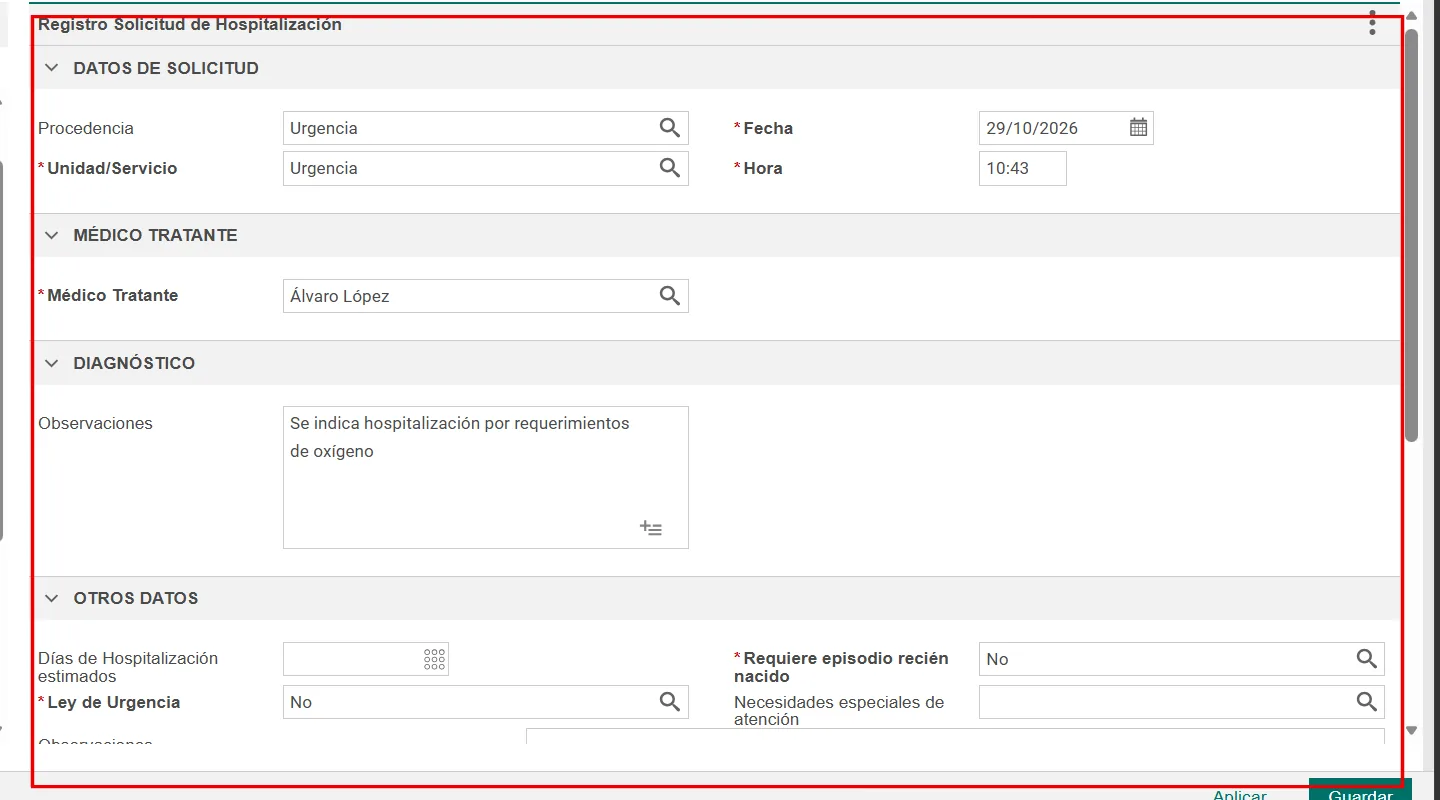 Registro Solicitud de Hospitalización
DATOS DE SOLICITUD
Procedencia
Urgencia
* Fecha
29/10/2026
* Unidad/Servicio
Urgencia
* Hora
10:43
MÉDICO TRATANTE
* Médico Tratante
Álvaro López
DIAGNÓSTICO
Observaciones
Se indica hospitalización por requerimientos
de oxígeno
OTROS DATOS
Días de Hospitalización
estimados
* Requiere episodio recién
nacido
No
* Ley de Urgencia
No
Necesidades especiales de
atención
Observaciones
Aplicar
Guardar